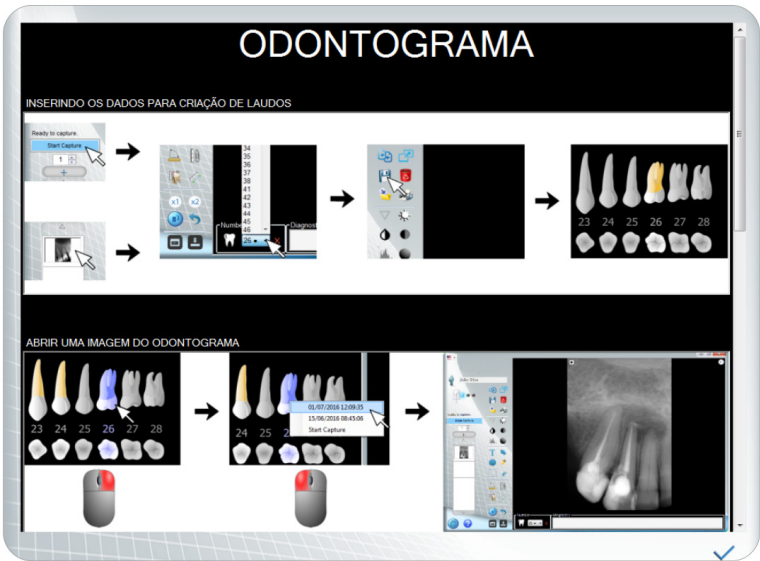 ODONTOGRAMA
INSERINDO OS DADOS PARA CRIAÇÃO DE LAUDOS
Ready to capture.
Start Capture
1
34
35
36
37
38
41
42
43
44
45
46
x1 x2
Diagnos
26
23 24 25 26 27 28
ABRIR UMA IMAGEM DO ODONTOGRAMA
23 24 25 26 27 28
01/07/2016 12:09:35
15/06/2016 08:45:06
Start Capture
24 25